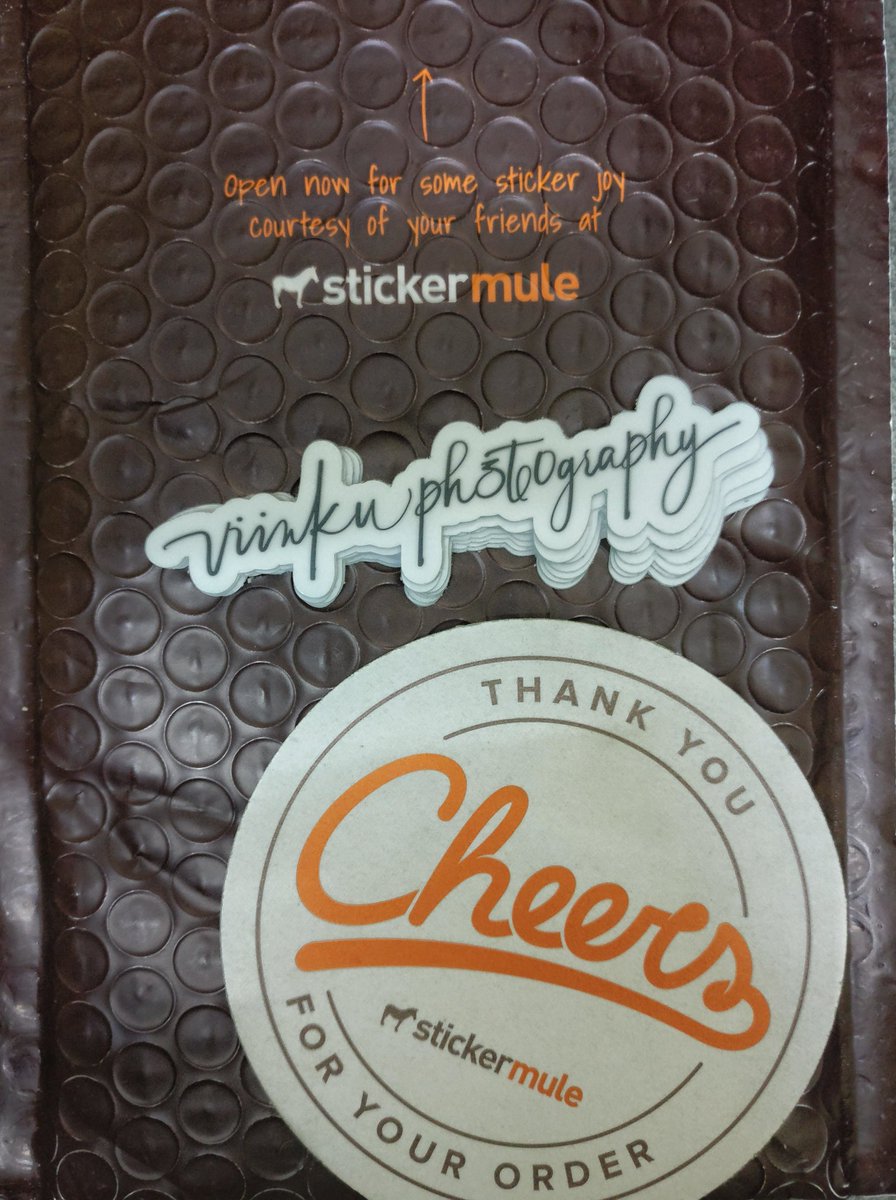 Open now for some sticker joy
courtesy of your friends at
stickermule
viinku photography
THANK YOU
Cheers
stickermule
FOR YOUR ORDER